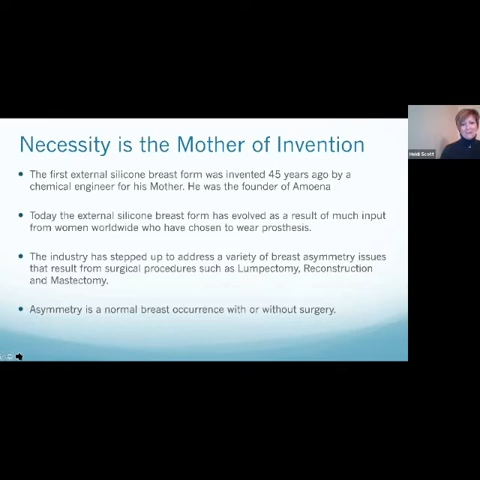 Necessity is the Mother of Invention
The first external silicone breast form was invented 45 years ago by a
chemical engineer for his Mother. He was the founder of Amoena
Today the external silicone breast form has evolved as a result of much input
from women worldwide who have chosen to wear prosthesis.
The industry has stepped up to address a variety of breast asymmetry issues
that result from surgical procedures such as Lumpectomy, Reconstruction
and Mastectomy.
Asymmetry is a normal breast occurrence with or without surgery.
Heidi Scott